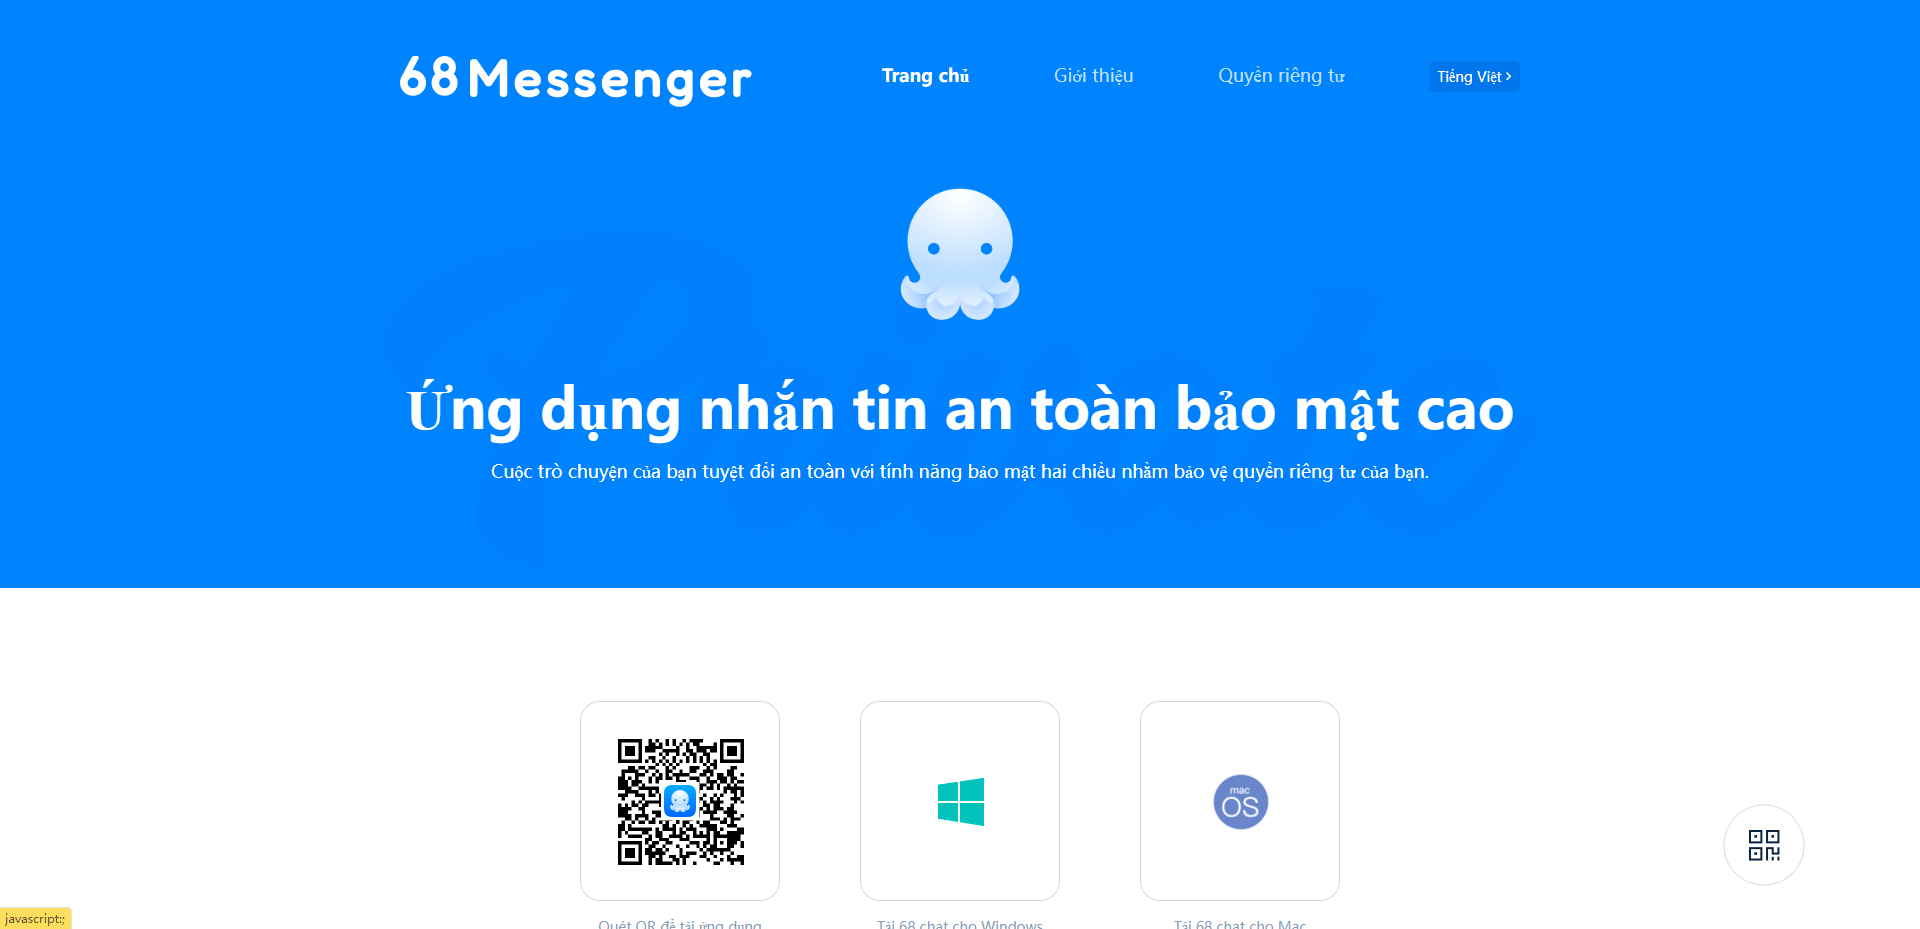 68 Messenger
Trang chủ
Giới thiệu
Quyền riêng tư
Tiếng Việt
Ứng dụng nhắn tin an toàn bảo mật cao
Cuộc trò chuyện của bạn tuyệt đối an toàn với tính năng bảo mật hai chiều nhằm bảo vệ quyển riêng tư của bạn.
mac
OS
Quét QR để tải ứng dụng
Tải 68 chat cho Windows
Tải 68 chat cho Mac
javascript:;